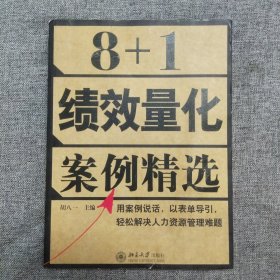 8+1
绩效量化
案例精选
胡八一 主编
用案例说话，以表单导引，
轻松解决人力资源管理难题
北京大学出版社